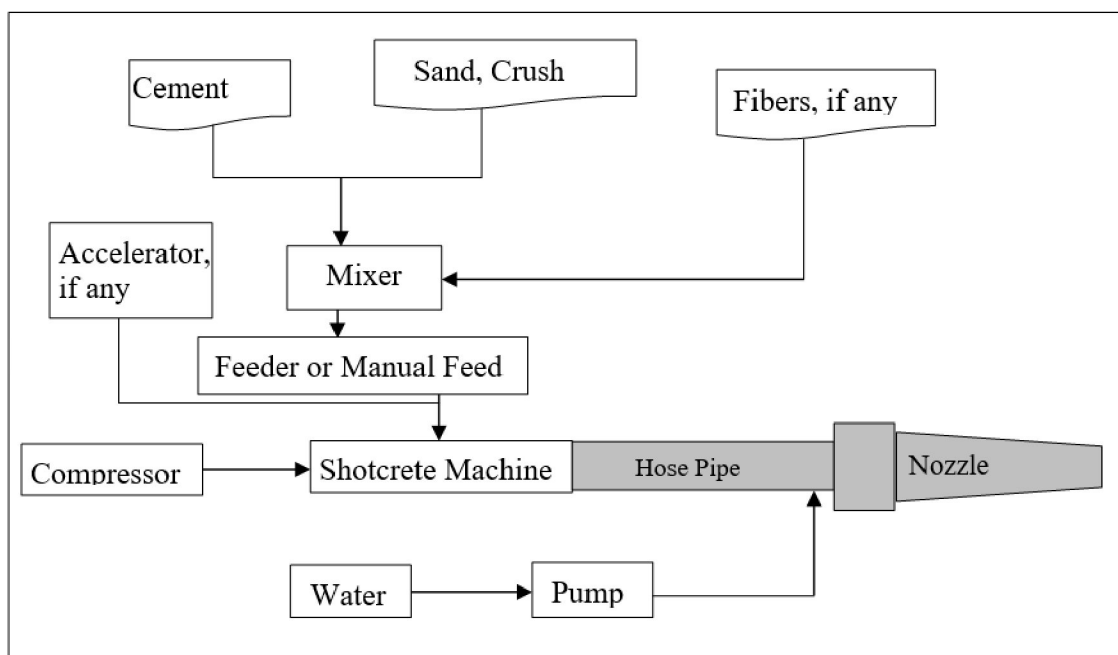 Cement
Sand, Crush
Fibers, if any
Accelerator,
if any
Mixer
Feeder or Manual Feed
Compressor
Shotcrete Machine
Hose Pipe
Nozzle
Water
Pump